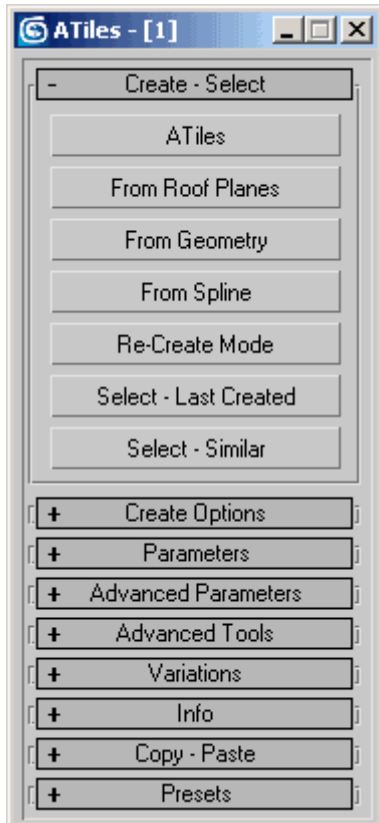 ATiles - [1]
- Create - Select
ATiles
From Roof Planes
From Geometry
From Spline
Re-Create Mode
Select - Last Created
Select - Similar
+ Create Options
+ Parameters
+ Advanced Parameters
+ Advanced Tools
+ Variations
+ Info
+ Copy - Paste
+ Presets